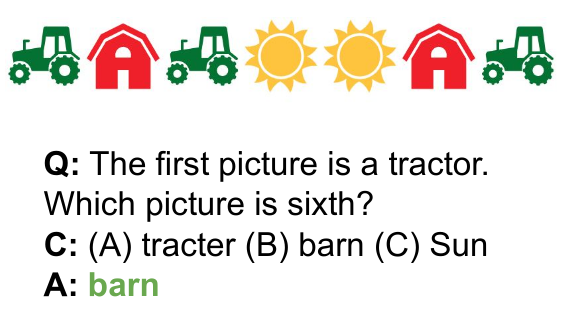 Q: The first picture is a tractor.
Which picture is sixth?
C: (A) tracter (B) barn (C) Sun
A: barn